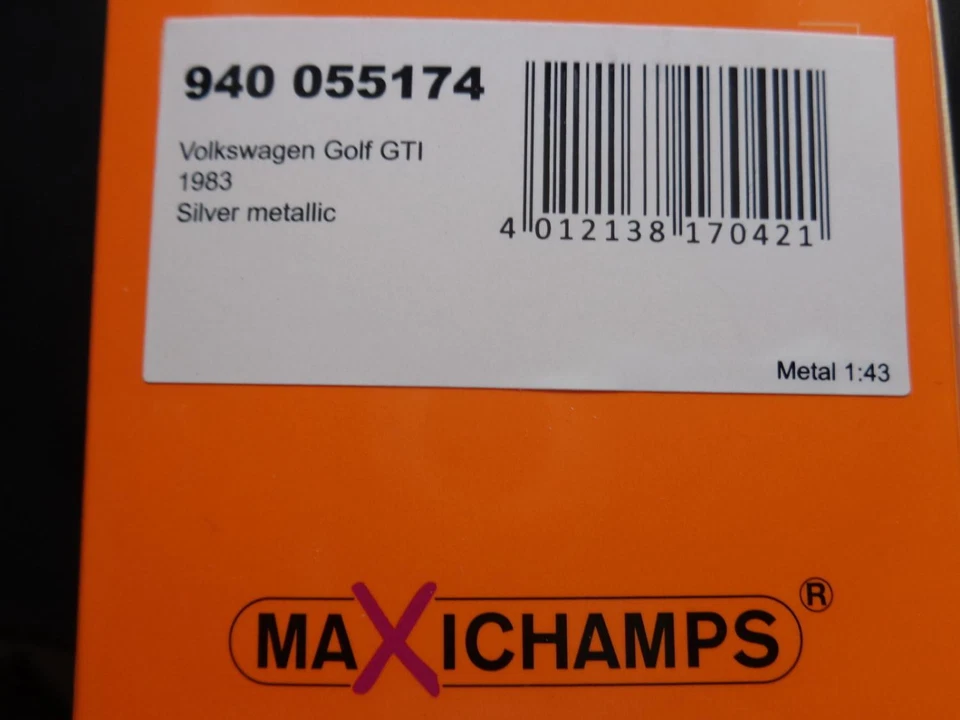 940 055174
Volkswagen Golf GTI
1983
Silver metallic
4 012138 170421
Metal 1:43
MAXICHAMPS ®